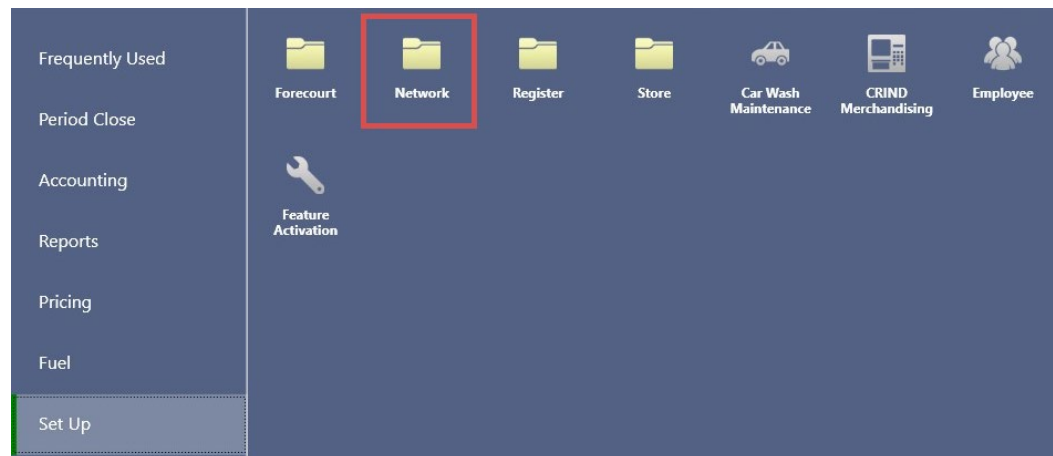 Frequently Used
Period Close
Accounting
Reports
Pricing
Fuel
Set Up
Forecourt
Network
Register
Store
Car Wash
Maintenance
CRIND
Merchandising
Employee
Feature
Activation